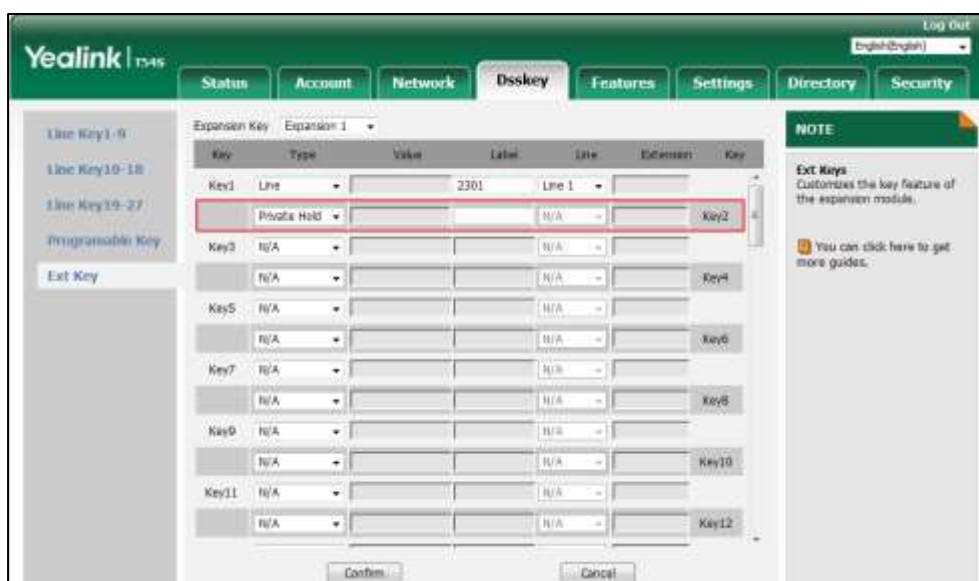 Log Out
Yealink T54S
English(English)
Status Account Network Dsskey Features Settings Directory Security
Line Key1-9
Line Key10-18
Line Key19-27
Programable Key
Ext Key
Expansion Key Expansion 1
Key Type Value Label Line Extension Key
Key1 Line 2301 Line 1
Private Hold N/A Key2
Key3 N/A N/A
N/A N/A Key4
Key5 N/A N/A
N/A N/A Key6
Key7 N/A N/A
N/A N/A Key8
Key9 N/A N/A
N/A N/A Key10
Key11 N/A N/A
N/A N/A Key12
Confirm Cancel
NOTE
Ext Keys
Customizes the key feature of
the expansion module.
You can click here to get
more guides.